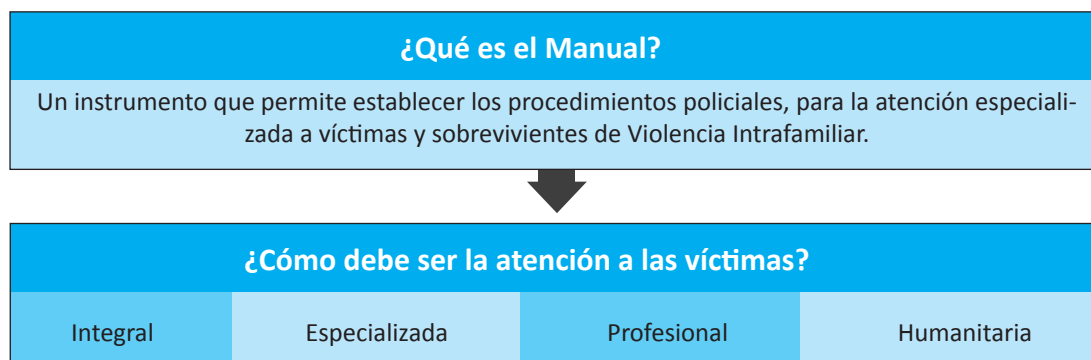 ¿Qué es el Manual?
Un instrumento que permite establecer los procedimientos policiales, para la atención especiali-
zada a víctimas y sobrevivientes de Violencia Intrafamiliar.
¿Cómo debe ser la atención a las víctimas?
Integral Especializada Profesional Humanitaria